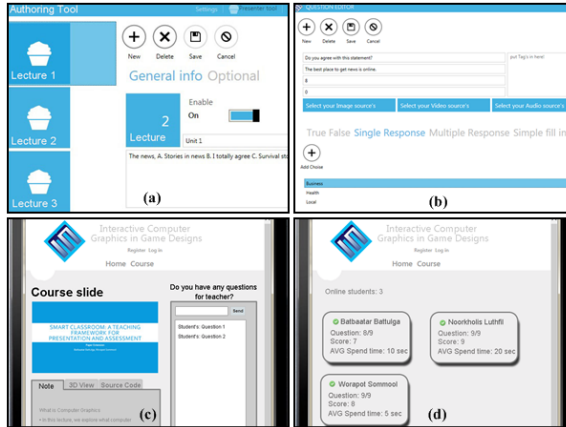 Authoring Tool
Settings
Presenter tool
Lecture 1
Lecture 2
Lecture 3
New
Delete
Save
Cancel
General info Optional
2
Lecture
Enable
On
Unit 1
The news, A. Stories in news B. I totally agree C. Survival sto
(a)
QUESTION EDITOR
New
Delete
Save
Cancel
Do you agree with this statement?
The best place to get news is online.
put Tag's in here!
Select your Image source's
Select your Video source's
Select your Audio source's
True False Single Response Multiple Response Simple fill in
Add Choise
Business
Health
Local
(b)
Interactive Computer
Graphics in Game Designs
Register Log In
Home Course
Course slide
SMART CLASSROOM: A TEACHING
FRAMEWORK FOR
PRESENTATION AND ASSESSMENT
Note
3D View
Source Code
What is Computer Graphics
• In this lecture, we explore what computer
Do you have any questions
for teacher?
Send
Student's: Question 1
Student's: Question 2
(c)
Interactive Computer
Graphics in Game Designs
Register Log In
Home Course
Online students: 3
Batbaatar Battulga
Question: 8/9
Score: 7
AVG Spend time: 10 sec
Noorkholis Luthfil
Question: 9/9
Score: 9
AVG Spend time: 20 sec
Worapot Sommool
Question: 9/9
Score: 8
AVG Spend time: 5 sec
(d)